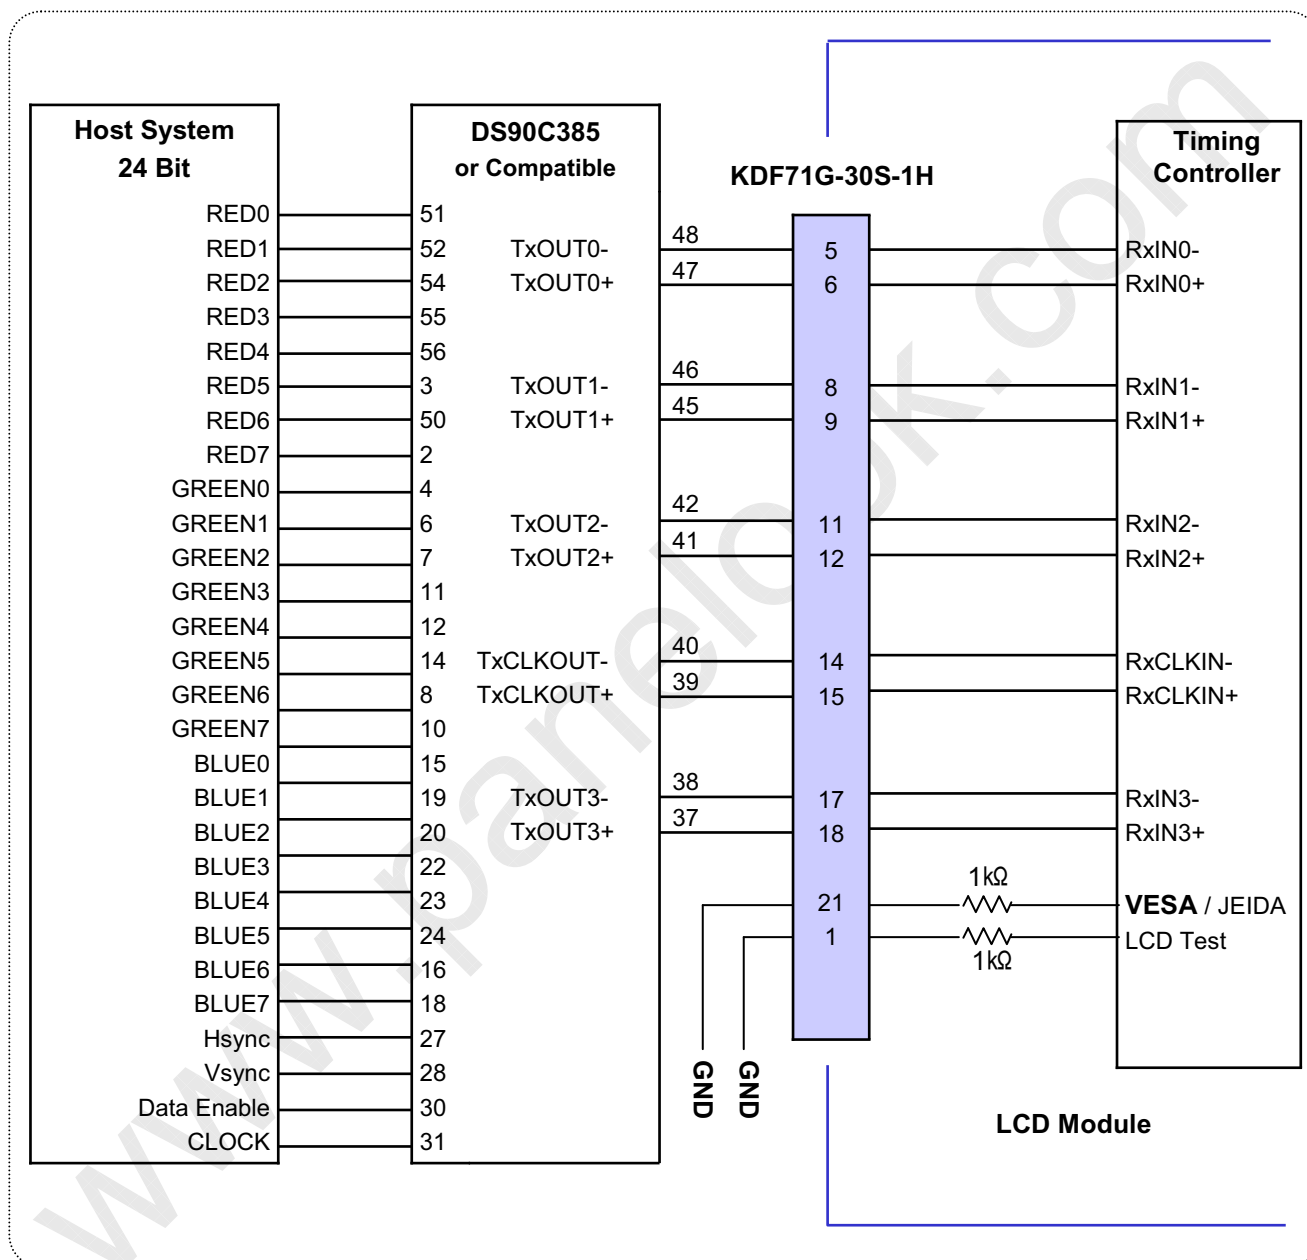 Host System
24 Bit
RED0
RED1
RED2
RED3
RED4
RED5
RED6
RED7
GREEN0
GREEN1
GREEN2
GREEN3
GREEN4
GREEN5
GREEN6
GREEN7
BLUE0
BLUE1
BLUE2
BLUE3
BLUE4
BLUE5
BLUE6
BLUE7
Hsync
Vsync
Data Enable
CLOCK
DS90C385
or Compatible
51
52
54
55
56
3
50
2
4
6
7
11
12
14
8
10
15
19
20
22
23
24
16
18
27
28
30
31
TxOUT0-
TxOUT0+
TxOUT1-
TxOUT1+
TxOUT2-
TxOUT2+
TxCLKOUT-
TxCLKOUT+
TxOUT3-
TxOUT3+
48
47
46
45
42
41
40
39
38
37
GND
GND
KDF71G-30S-1H
5
6
8
9
11
12
14
15
17
18
21
1
1kΩ
1kΩ
Timing
Controller
RxIN0-
RxIN0+
RxIN1-
RxIN1+
RxIN2-
RxIN2+
RxCLKIN-
RxCLKIN+
RxIN3-
RxIN3+
VESA / JEIDA
LCD Test
LCD Module
www.panelook.com